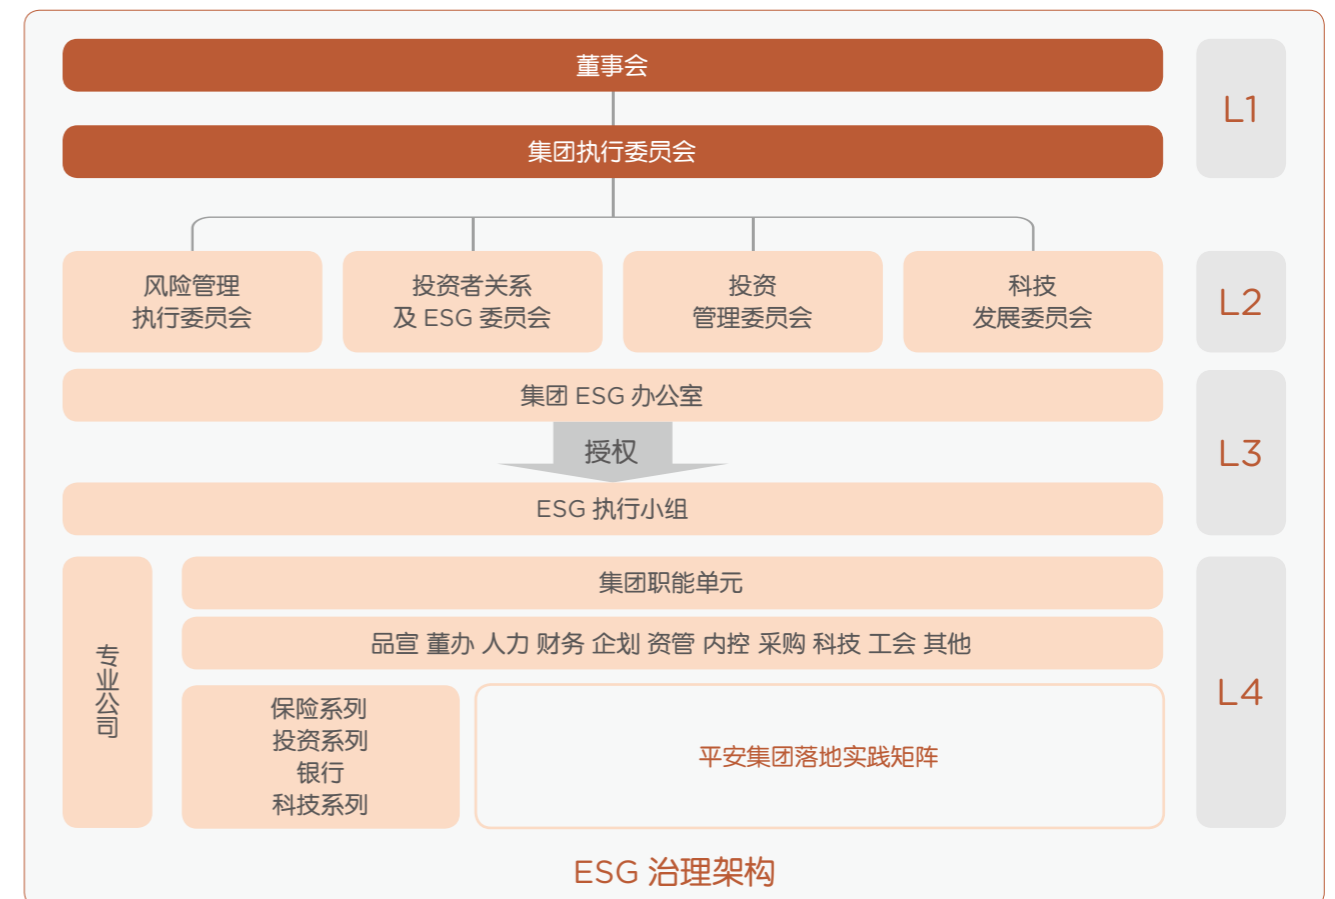 董事会
L1
集团执行委员会
风险管理
执行委员会
投资者关系
及 ESG 委员会
投资
管理委员会
科技
发展委员会
L2
集团 ESG 办公室
授权
L3
ESG 执行小组
专业公司
集团职能单元
品宣 董办 人力 财务 企划 资管 内控 采购 科技 工会 其他
L4
保险系列
投资系列
银行
科技系列
平安集团落地实践矩阵
ESG 治理架构